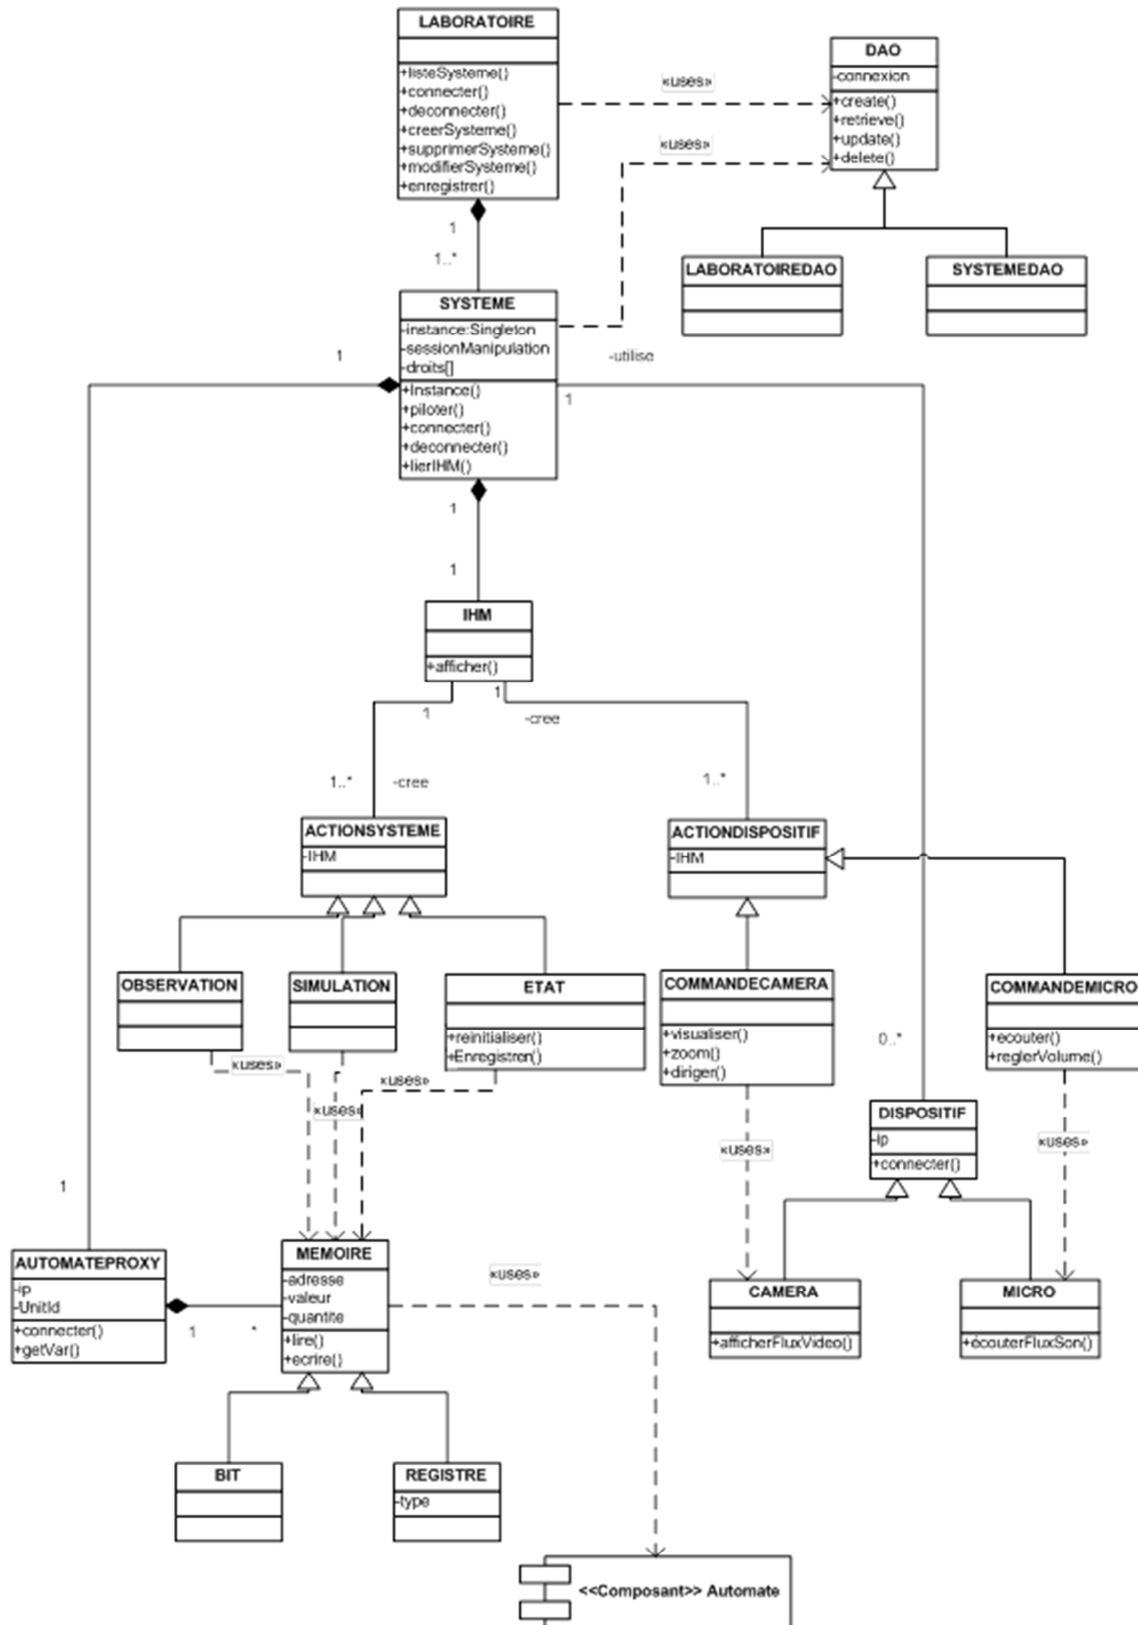 LABORATOIRE
+listeSysteme()
+connecter()
+deconnecter()
+creerSysteme()
+supprimerSysteme()
+modifierSysteme()
+enregistrer()
DAO
-connexion
+create()
+retrieve()
+update()
+delete()
«uses»
«uses»
1
1..*
LABORATOIREDAO
SYSTEMEDAO
SYSTEME
-instance:Singleton
-sessionManipulation
-droits[]
+Instance()
+piloter()
+connecter()
+deconnecter()
+lierIHM()
1
-utilise
1
1
1
IHM
+afficher()
1
1
-cree
1..*
-cree
1..*
ACTIONSYSTEME
-IHM
ACTIONDISPOSITIF
-IHM
OBSERVATION
SIMULATION
ETAT
+reinitialiser()
+Enregistrer()
COMMANDECAMERA
+visualiser()
+zoom()
+diriger()
COMMANDEMICRO
+ecouter()
+reglerVolume()
0..*
«uses»
«uses»
«uses»
DISPOSITIF
-ip
+connecter()
«uses»
«uses»
1
AUTOMATEPROXY
-ip
-UnitId
+connecter()
+getVar()
1
*
MEMOIRE
-adresse
-valeur
-quantite
+lire()
+ecrire()
«uses»
CAMERA
+afficherFluxVideo()
MICRO
+écouterFluxSon()
BIT
REGISTRE
-type
<<Composant>> Automate